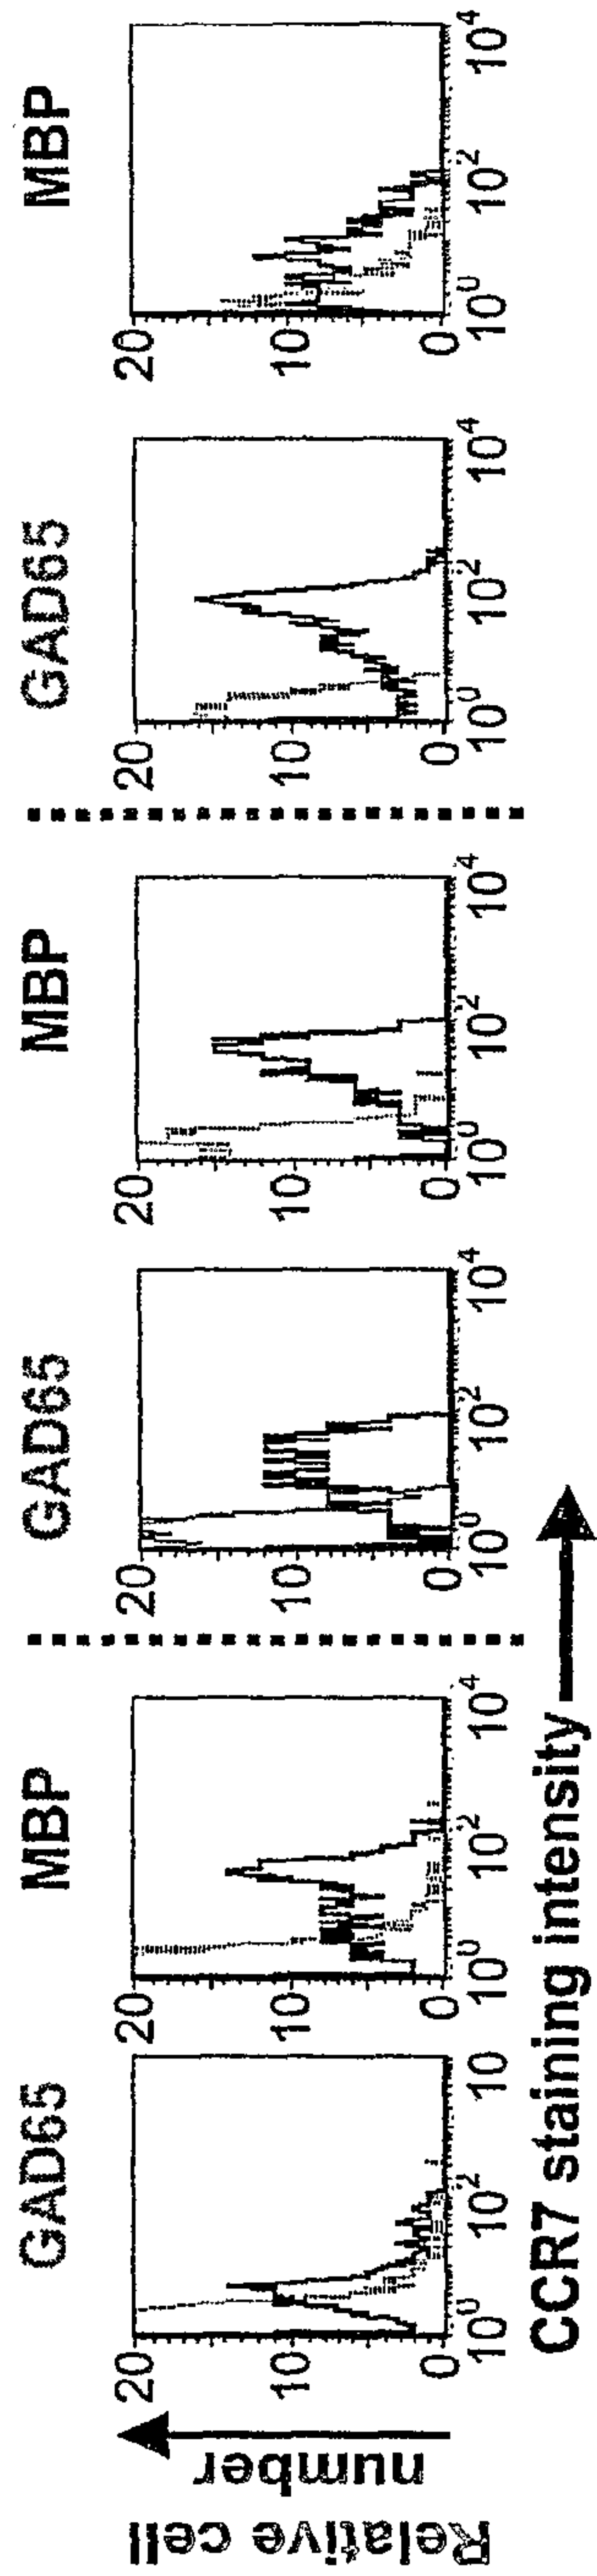 GAD65 MBP GAD65 MBP GAD65 MBP
20 20 20 20 20 20
10 10 10 10 10 10
0 0 0 0 0 0
10⁰ 10² 10 10⁰ 10² 10⁴ 10⁰ 10² 10⁴ 10⁰ 10² 10⁴ 10⁰ 10² 10⁴ 10⁰ 10² 10⁴
Relative cell
number
CCR7 staining intensity